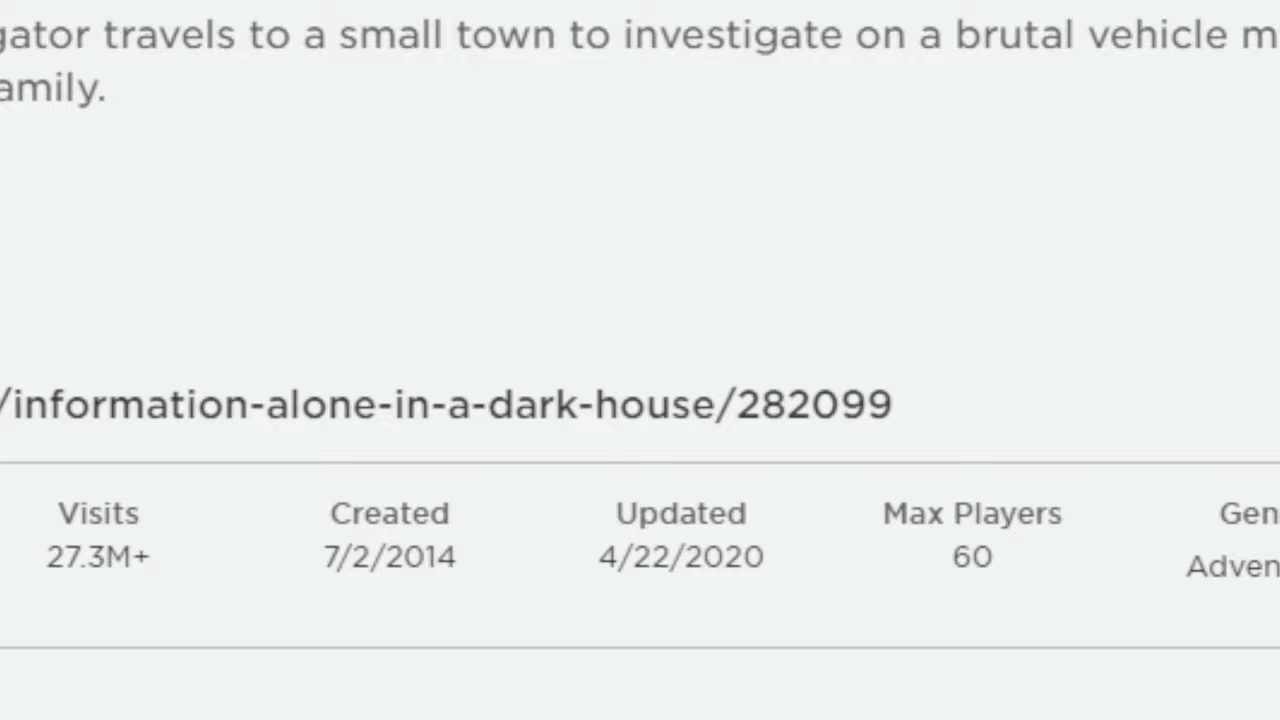 gator travels to a small town to investigate on a brutal vehicle m
amily.
/information-alone-in-a-dark-house/282099
Visits Created Updated Max Players Gen
27.3M+ 7/2/2014 4/22/2020 60 Adven